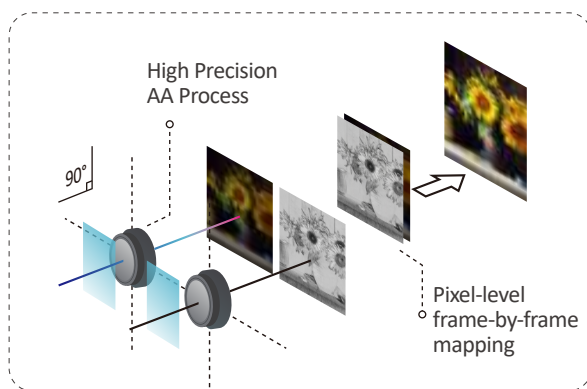 High Precision
AA Process
90°
Pixel-level
frame-by-frame
mapping